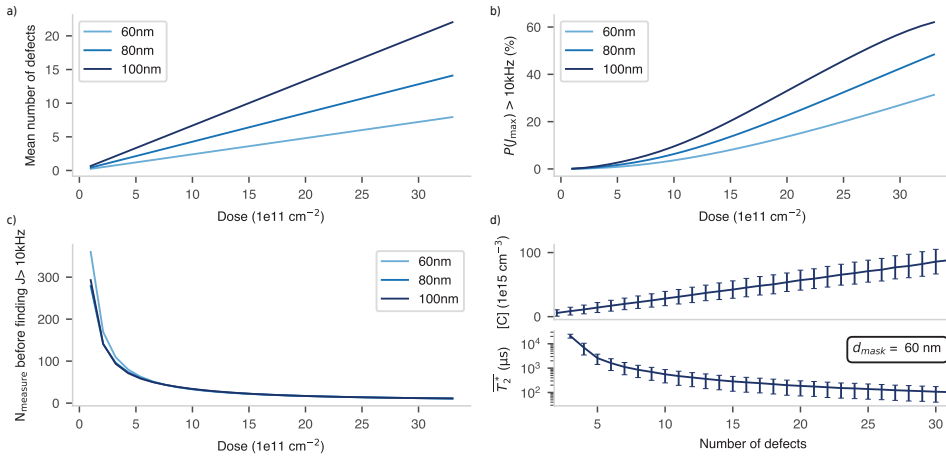 a)
Mean number of defects
20
15
10
5
0
60nm
80nm
100nm
0 5 10 15 20 25 30
Dose (1e11 cm⁻²)
b)
P(J_max) > 10kHz (%)
60
40
20
0
60nm
80nm
100nm
0 5 10 15 20 25 30
Dose (1e11 cm⁻²)
c)
N_measure before finding J> 10kHz
300
200
100
0
60nm
80nm
100nm
0 5 10 15 20 25 30
Dose (1e11 cm⁻²)
d)
[C] (1e15 cm⁻³)
100
0
T₂* (µs)
10⁴
10³
10²
d_mask = 60 nm
5 10 15 20 25 30
Number of defects